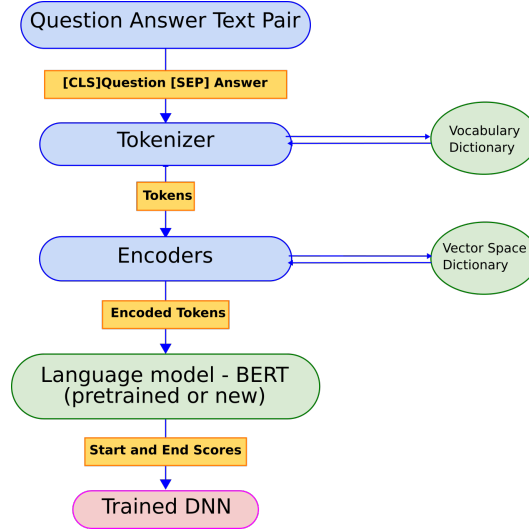 Question Answer Text Pair
[CLS]Question [SEP] Answer
Tokenizer
Vocabulary
Dictionary
Tokens
Encoders
Vector Space
Dictionary
Encoded Tokens
Language model - BERT
(pretrained or new)
Start and End Scores
Trained DNN